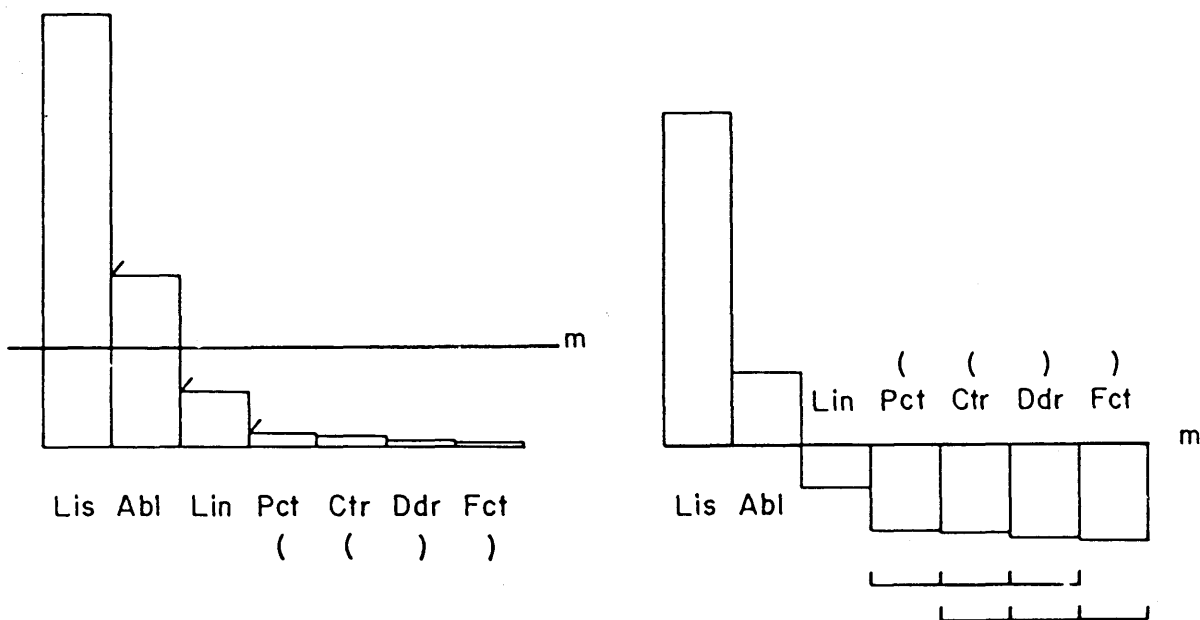 m
Lis Abl Lin Pct Ctr Ddr Fct
( ( ) )
( ( ) )
Lin Pct Ctr Ddr Fct
m
Lis Abl